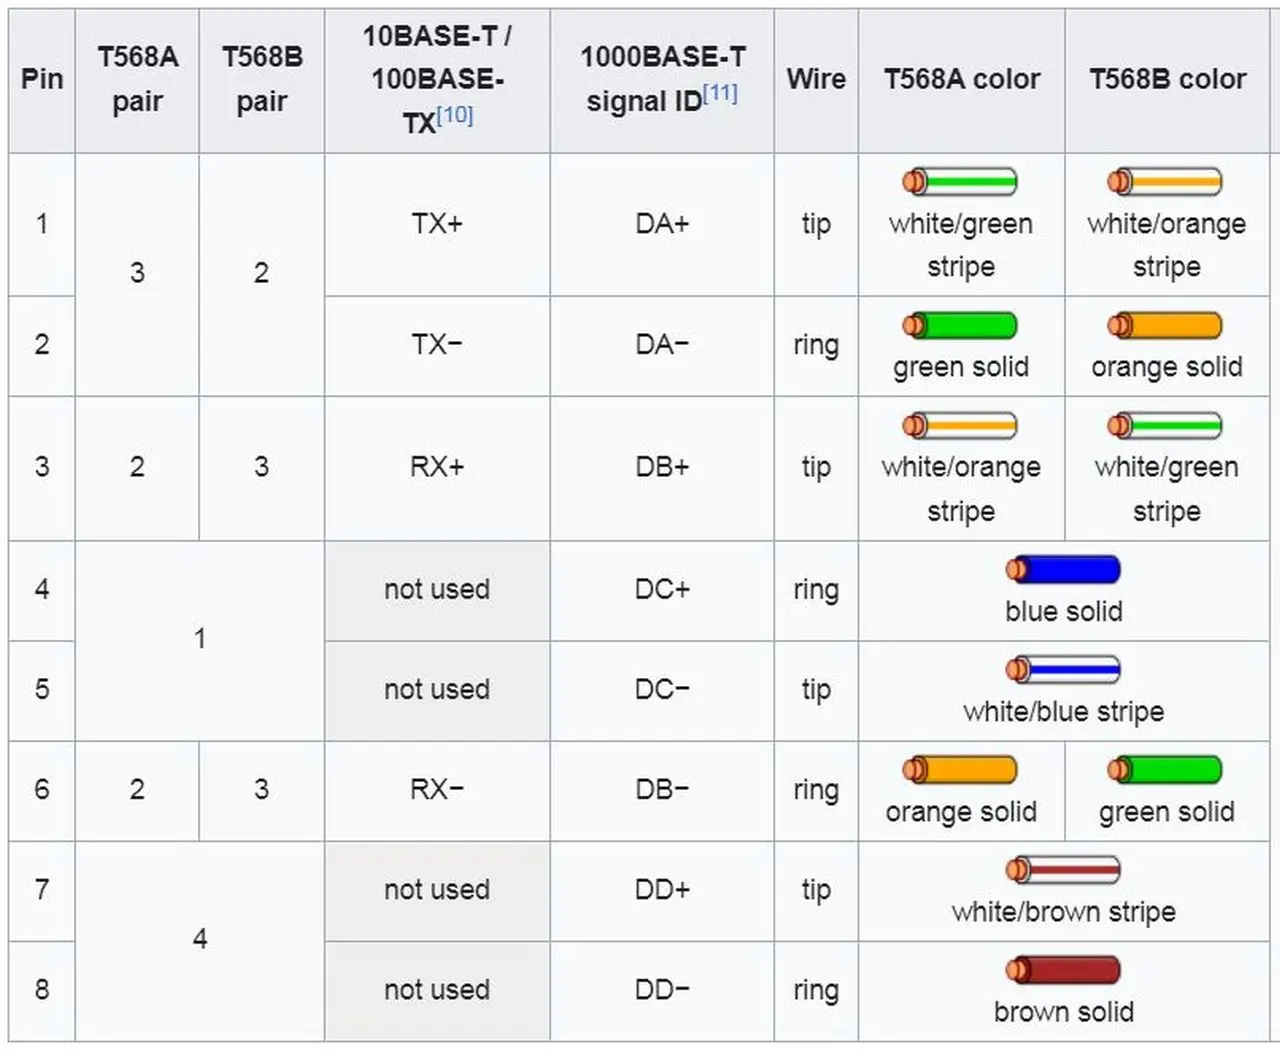 Pin
T568A
pair
T568B
pair
10BASE-T /
100BASE-
TX[10]
1000BASE-T
signal ID[11]
Wire
T568A color
T568B color
1
3
2
TX+
DA+
tip
white/green
stripe
white/orange
stripe
2
TX−
DA−
ring
green solid
orange solid
3
2
3
RX+
DB+
tip
white/orange
stripe
white/green
stripe
4
1
not used
DC+
ring
blue solid
5
not used
DC−
tip
white/blue stripe
6
2
3
RX−
DB−
ring
orange solid
green solid
7
4
not used
DD+
tip
white/brown stripe
8
not used
DD−
ring
brown solid